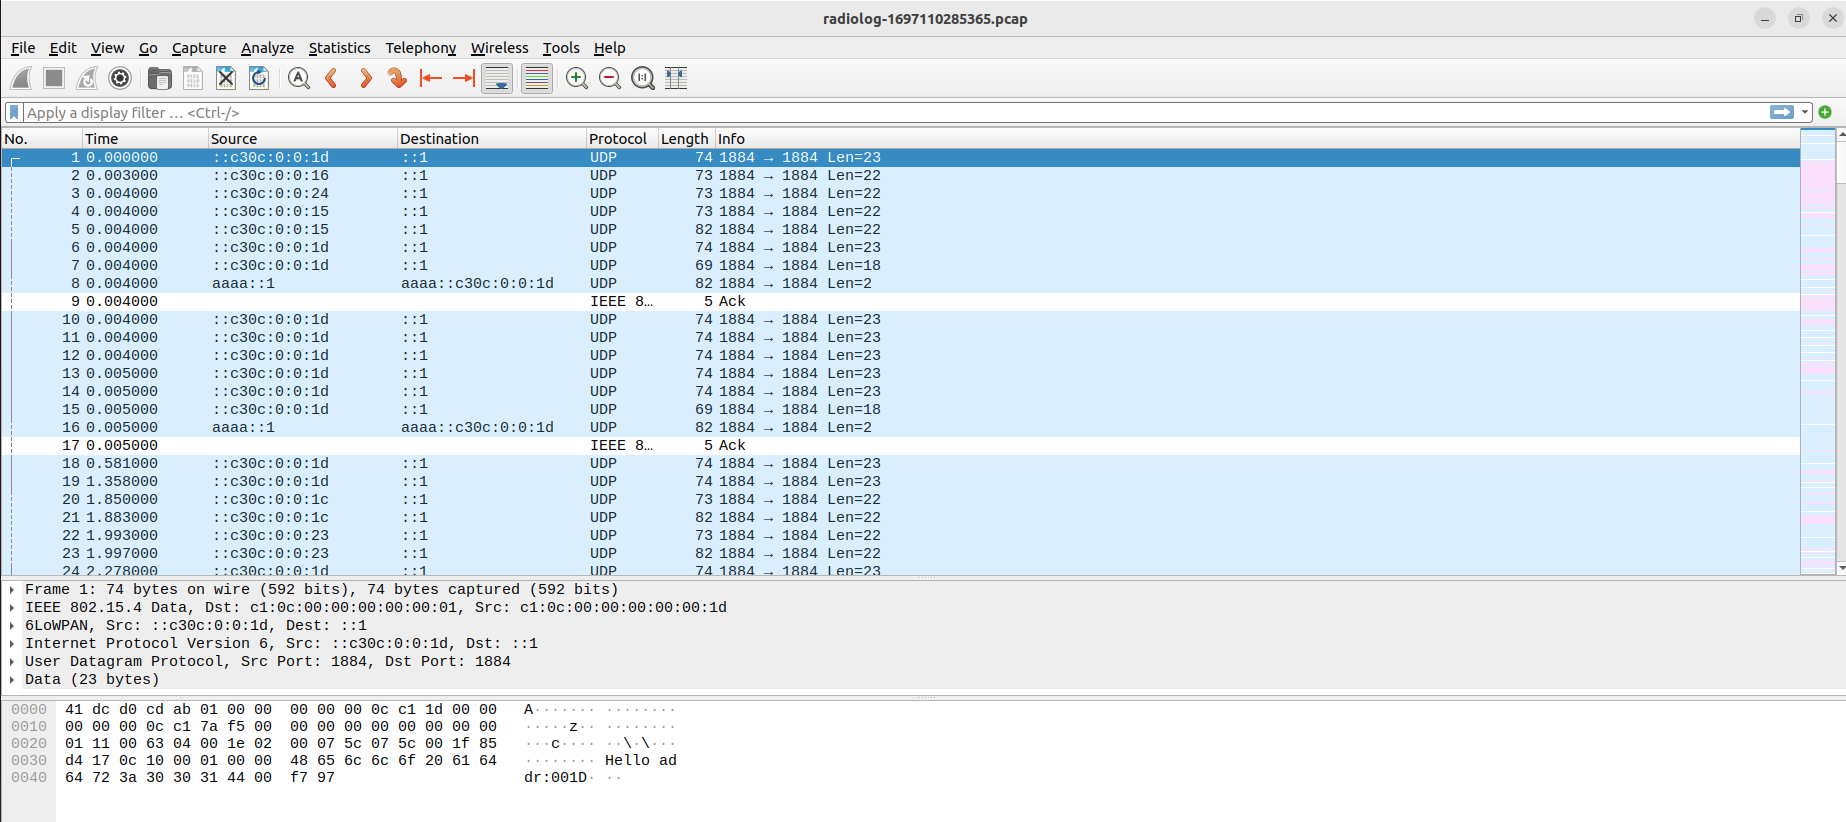 radiolog-1697110285365.pcap
File Edit View Go Capture Analyze Statistics Telephony Wireless Tools Help
Apply a display filter … <Ctrl-/>
No. Time Source Destination Protocol Length Info
1 0.000000 ::c30c:0:0:1d ::1 UDP 74 1884 → 1884 Len=23
2 0.003000 ::c30c:0:0:16 ::1 UDP 73 1884 → 1884 Len=22
3 0.004000 ::c30c:0:0:24 ::1 UDP 73 1884 → 1884 Len=22
4 0.004000 ::c30c:0:0:15 ::1 UDP 73 1884 → 1884 Len=22
5 0.004000 ::c30c:0:0:15 ::1 UDP 82 1884 → 1884 Len=22
6 0.004000 ::c30c:0:0:1d ::1 UDP 74 1884 → 1884 Len=23
7 0.004000 ::c30c:0:0:1d ::1 UDP 69 1884 → 1884 Len=18
8 0.004000 aaaa::1 aaaa::c30c:0:0:1d UDP 82 1884 → 1884 Len=2
9 0.004000 IEEE 8… 5 Ack
10 0.004000 ::c30c:0:0:1d ::1 UDP 74 1884 → 1884 Len=23
11 0.004000 ::c30c:0:0:1d ::1 UDP 74 1884 → 1884 Len=23
12 0.004000 ::c30c:0:0:1d ::1 UDP 74 1884 → 1884 Len=23
13 0.005000 ::c30c:0:0:1d ::1 UDP 74 1884 → 1884 Len=23
14 0.005000 ::c30c:0:0:1d ::1 UDP 74 1884 → 1884 Len=23
15 0.005000 ::c30c:0:0:1d ::1 UDP 69 1884 → 1884 Len=18
16 0.005000 aaaa::1 aaaa::c30c:0:0:1d UDP 82 1884 → 1884 Len=2
17 0.005000 IEEE 8… 5 Ack
18 0.581000 ::c30c:0:0:1d ::1 UDP 74 1884 → 1884 Len=23
19 1.358000 ::c30c:0:0:1d ::1 UDP 74 1884 → 1884 Len=23
20 1.850000 ::c30c:0:0:1c ::1 UDP 73 1884 → 1884 Len=22
21 1.883000 ::c30c:0:0:1c ::1 UDP 82 1884 → 1884 Len=22
22 1.993000 ::c30c:0:0:23 ::1 UDP 73 1884 → 1884 Len=22
23 1.997000 ::c30c:0:0:23 ::1 UDP 82 1884 → 1884 Len=22
24 2.278000 ::c30c:0:0:1d ::1 UDP 74 1884 → 1884 Len=23
Frame 1: 74 bytes on wire (592 bits), 74 bytes captured (592 bits)
IEEE 802.15.4 Data, Dst: c1:0c:00:00:00:00:00:01, Src: c1:0c:00:00:00:00:00:1d
6LoWPAN, Src: ::c30c:0:0:1d, Dest: ::1
Internet Protocol Version 6, Src: ::c30c:0:0:1d, Dst: ::1
User Datagram Protocol, Src Port: 1884, Dst Port: 1884
Data (23 bytes)
0000 41 dc d0 cd ab 01 00 00 00 00 00 0c c1 1d 00 00 A······· ········
0010 00 00 00 0c c1 7a f5 00 00 00 00 00 00 00 00 00 ·····z·· ········
0020 01 11 00 63 04 00 1e 02 00 07 5c 07 5c 00 1f 85 ···c···· ··\·\···
0030 d4 17 0c 10 00 01 00 00 48 65 6c 6c 6f 20 61 64 ········ Hello ad
0040 64 72 3a 30 30 31 44 00 f7 97 dr:001D· ··